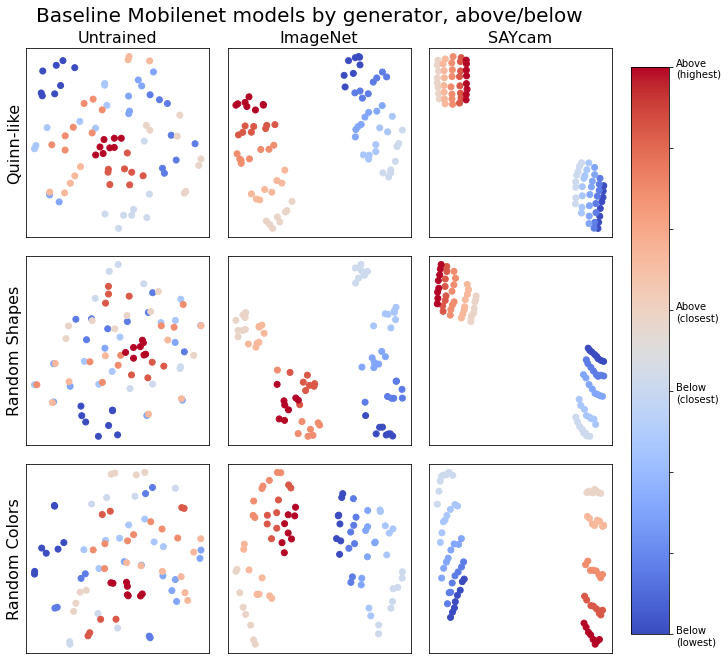 Baseline Mobilenet models by generator, above/below
Untrained
ImageNet
SAYcam
Quinn-like
Random Shapes
Random Colors
Above
(highest)
Above
(closest)
Below
(closest)
Below
(lowest)